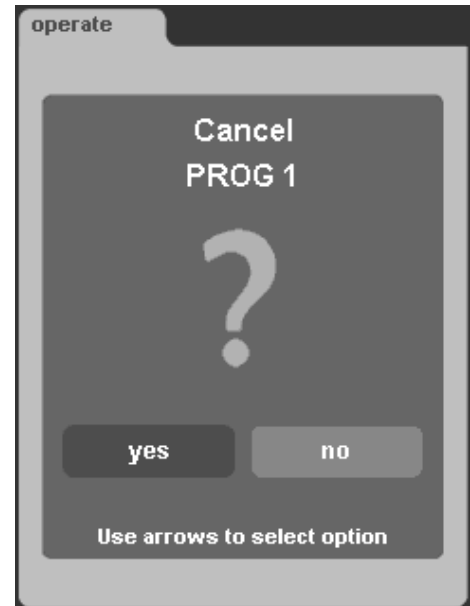 operate
Cancel
PROG 1
?
yes no
Use arrows to select option